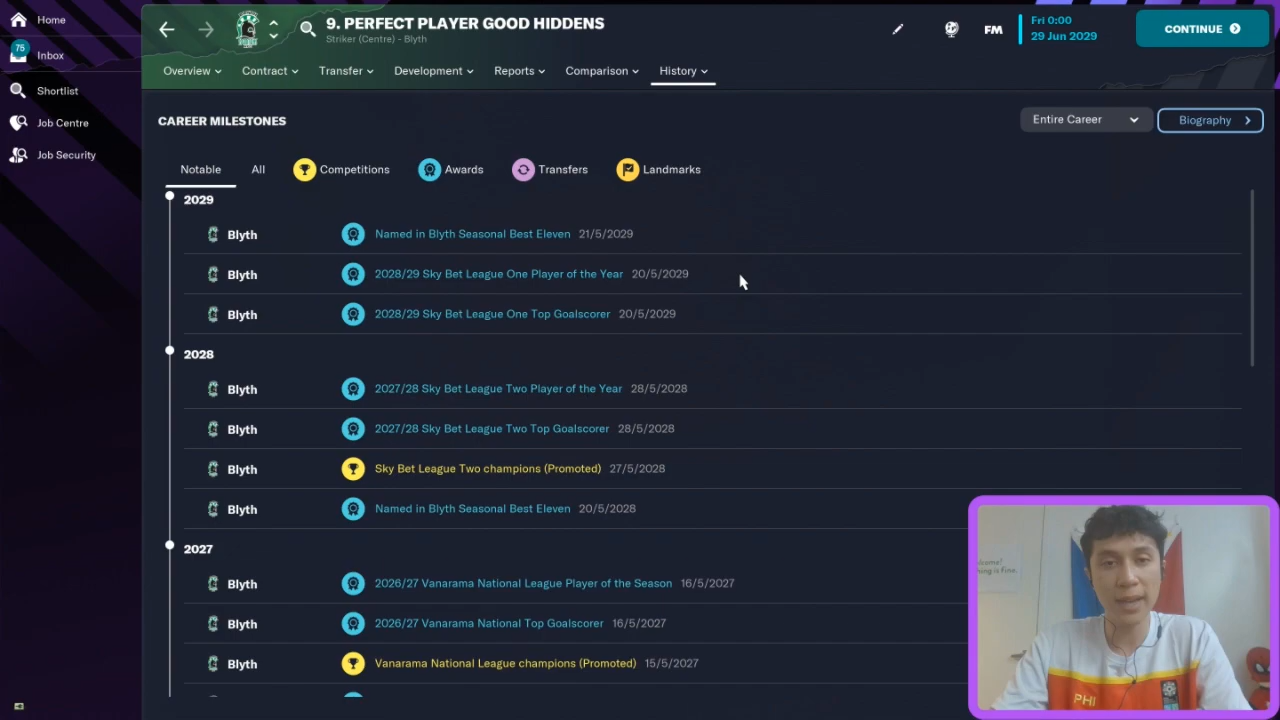 Home
75
Inbox
Shortlist
Job Centre
Job Security
9. PERFECT PLAYER GOOD HIDDENS
Striker (Centre) - Blyth
FM
Fri 0:00
29 Jun 2029
CONTINUE
Overview
Contract
Transfer
Development
Reports
Comparison
History
CAREER MILESTONES
Entire Career
Biography
Notable
All
Competitions
Awards
Transfers
Landmarks
2029
Blyth Named in Blyth Seasonal Best Eleven 21/5/2029
Blyth 2028/29 Sky Bet League One Player of the Year 20/5/2029
Blyth 2028/29 Sky Bet League One Top Goalscorer 20/5/2029
2028
Blyth 2027/28 Sky Bet League Two Player of the Year 28/5/2028
Blyth 2027/28 Sky Bet League Two Top Goalscorer 28/5/2028
Blyth Sky Bet League Two champions (Promoted) 27/5/2028
Blyth Named in Blyth Seasonal Best Eleven 20/5/2028
2027
Blyth 2026/27 Vanarama National League Player of the Season 16/5/2027
Blyth 2026/27 Vanarama National Top Goalscorer 16/5/2027
Blyth Vanarama National League champions (Promoted) 15/5/2027
is Fine.
PHI